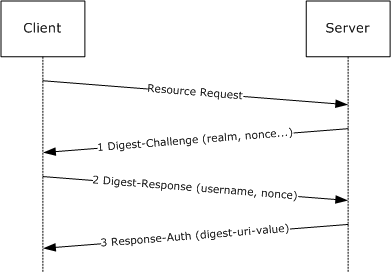 Client
Server
Resource Request
1 Digest-Challenge (realm, nonce...)
2 Digest-Response (username, nonce)
3 Response-Auth (digest-uri-value)